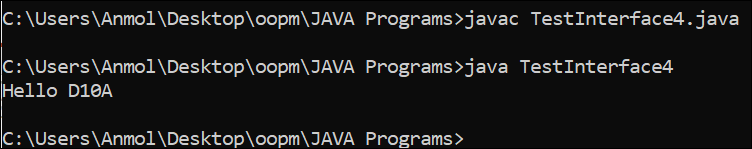 C:\Users\Anmol\Desktop\oopm\JAVA Programs>javac TestInterface4.java
C:\Users\Anmol\Desktop\oopm\JAVA Programs>java TestInterface4
Hello D10A
C:\Users\Anmol\Desktop\oopm\JAVA Programs>